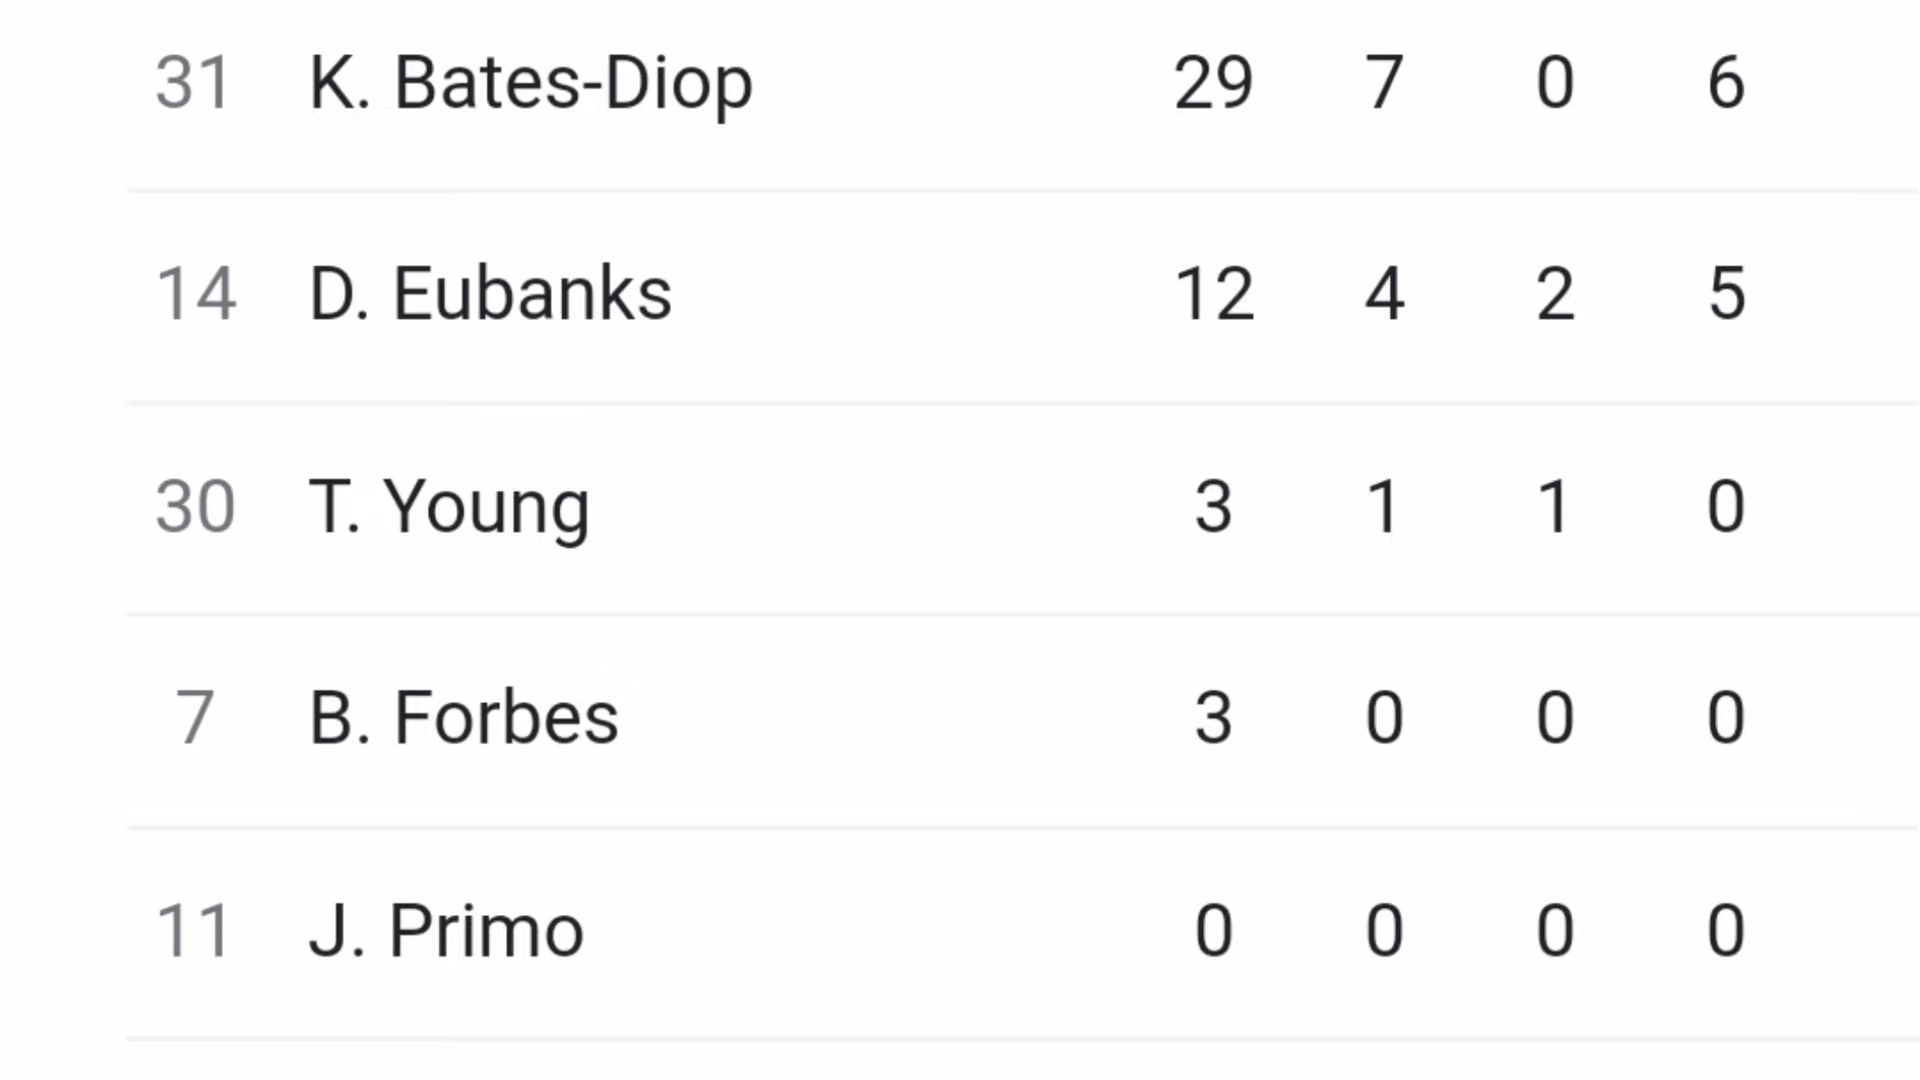 31 K. Bates-Diop 29 7 0 6
14 D. Eubanks 12 4 2 5
30 T. Young 3 1 1 0
7 B. Forbes 3 0 0 0
11 J. Primo 0 0 0 0